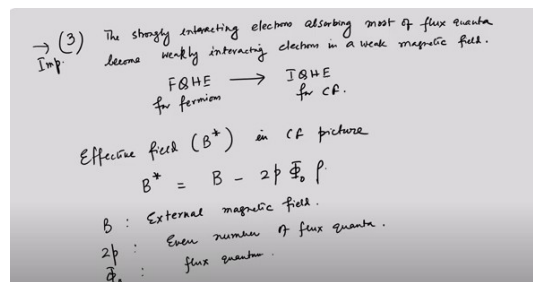 → (3) The strongly interacting electrons absorbing most of flux quanta
Imp. become weakly interacting electrons in a weak magnetic field.
FQHE → IQHE
for fermions for CF.
Effective field (B*) in CF picture
B* = B - 2p Φ₀ ρ.
B : External magnetic field.
2p : Even number of flux quanta.
Φ₀ : flux quantum